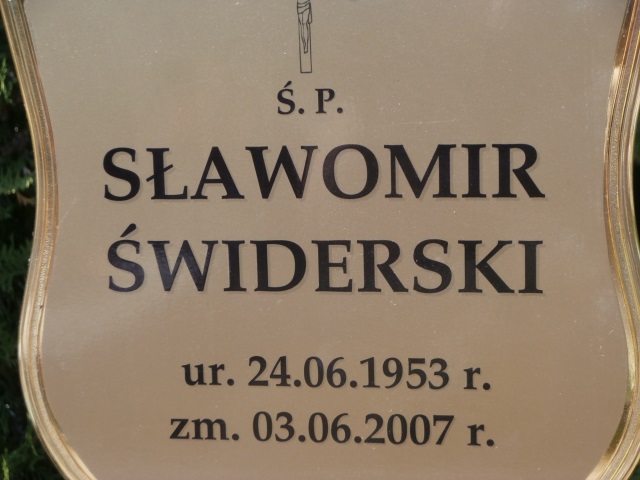 Ś. P.
SŁAWOMIR
ŚWIDERSKI
ur. 24.06.1953 r.
zm. 03.06.2007 r.